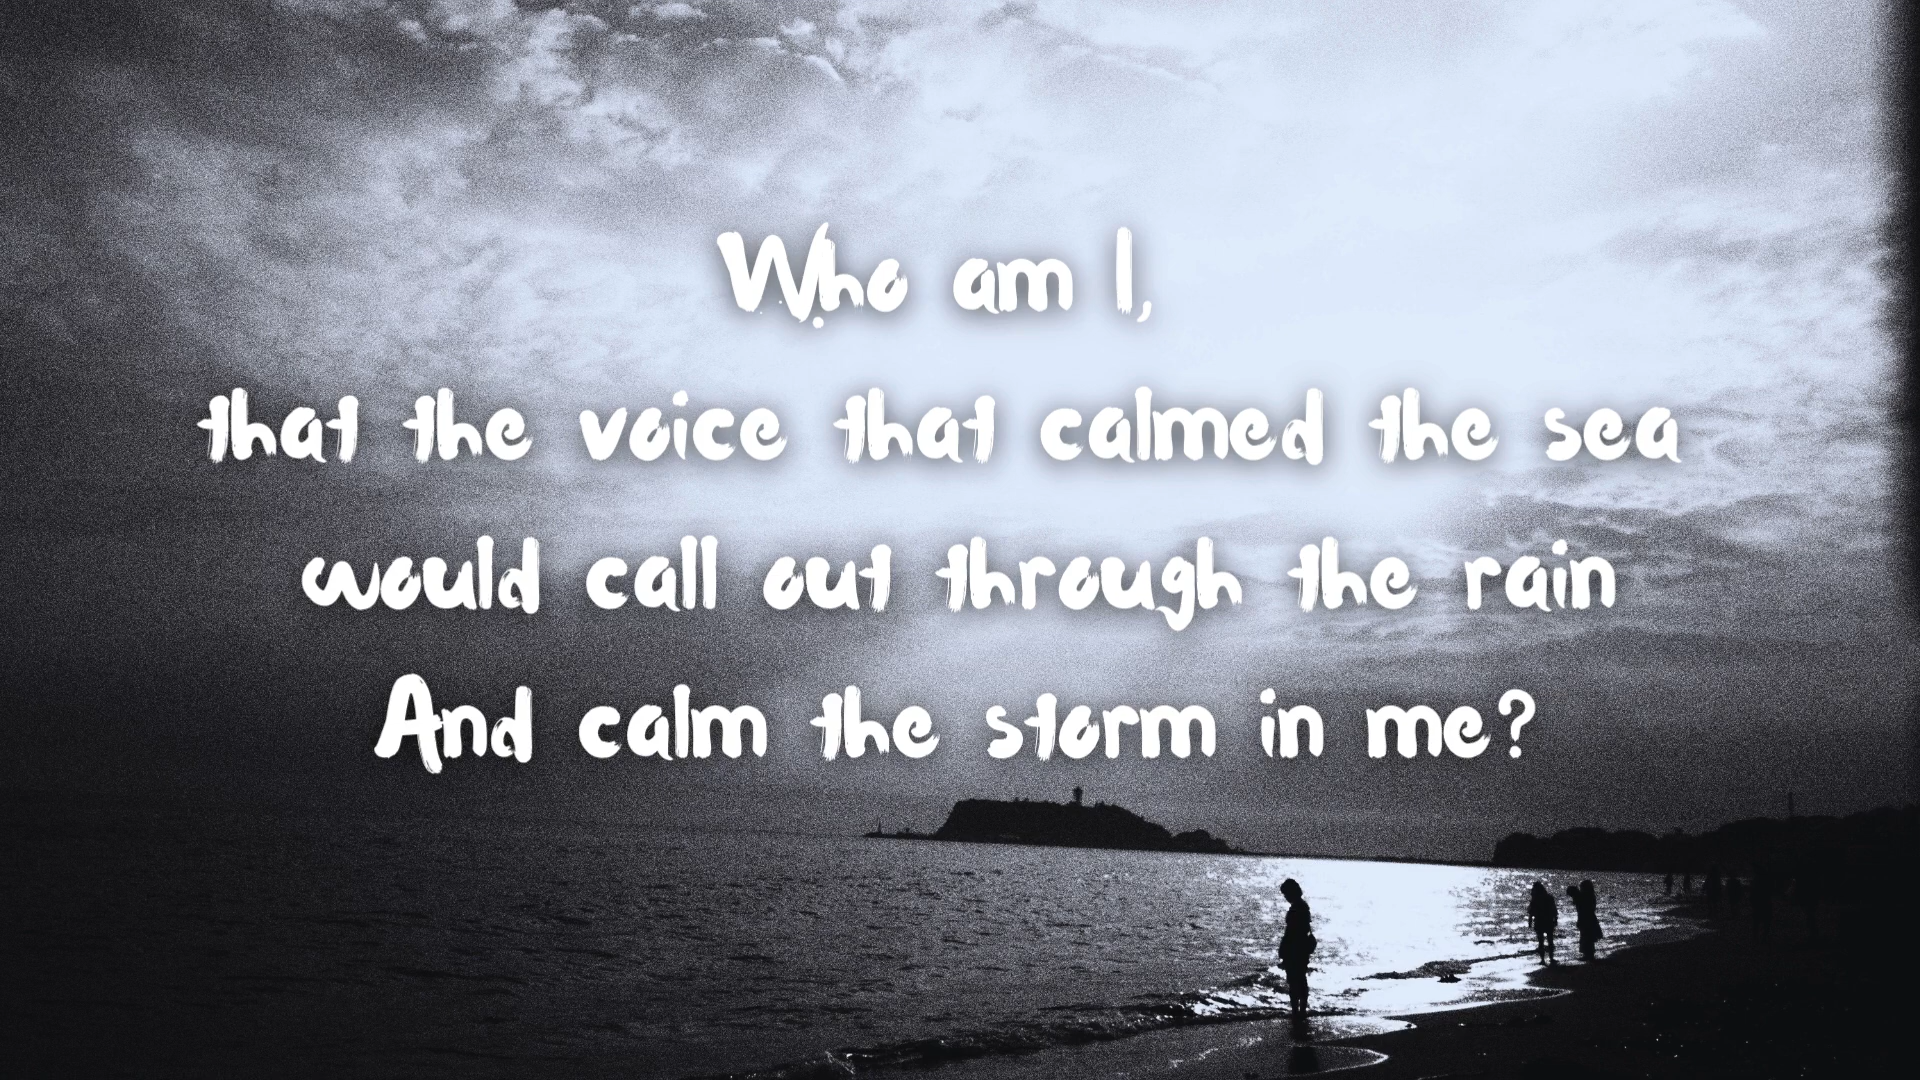 Who am I,
that the voice that calmed the sea
would call out through the rain
And calm the storm in me?